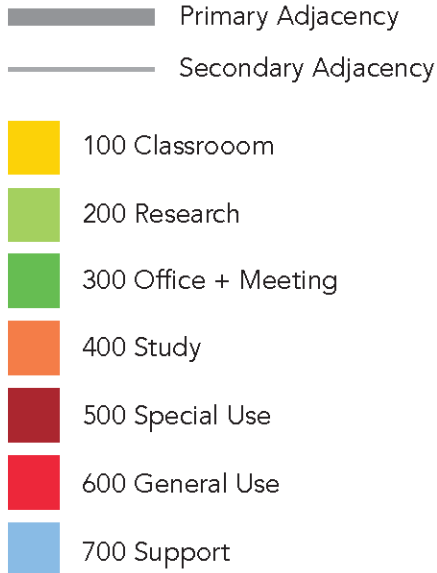 Primary Adjacency
Secondary Adjacency
100 Classrooom
200 Research
300 Office + Meeting
400 Study
500 Special Use
600 General Use
700 Support